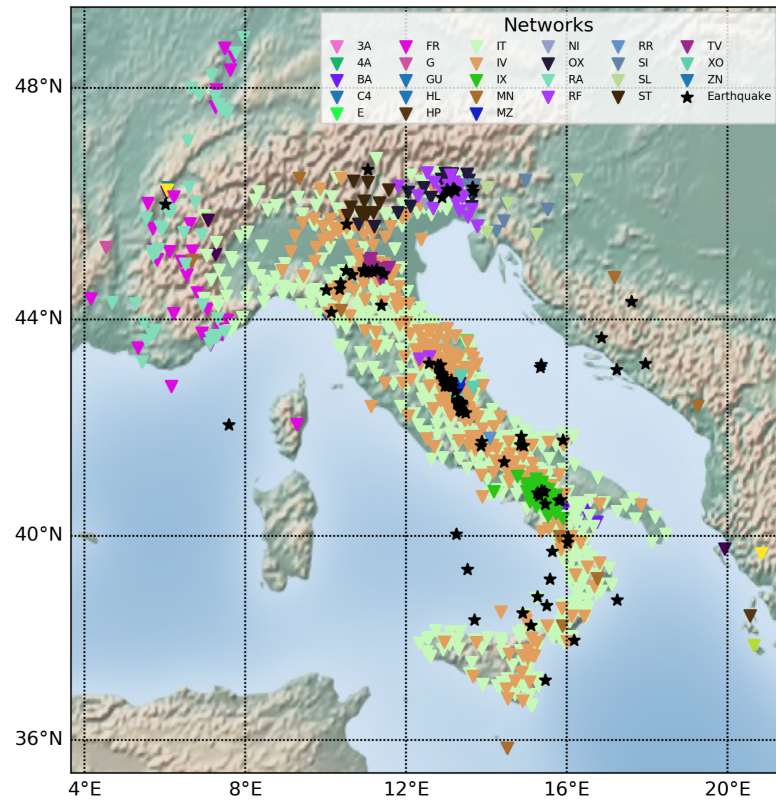 Networks
3A FR IT NI RR TV
4A G IV OX SI XO
BA GU IX RA SL ZN
C4 HL MN RF ST Earthquake
E HP MZ
48°N
44°N
40°N
36°N
4°E 8°E 12°E 16°E 20°E